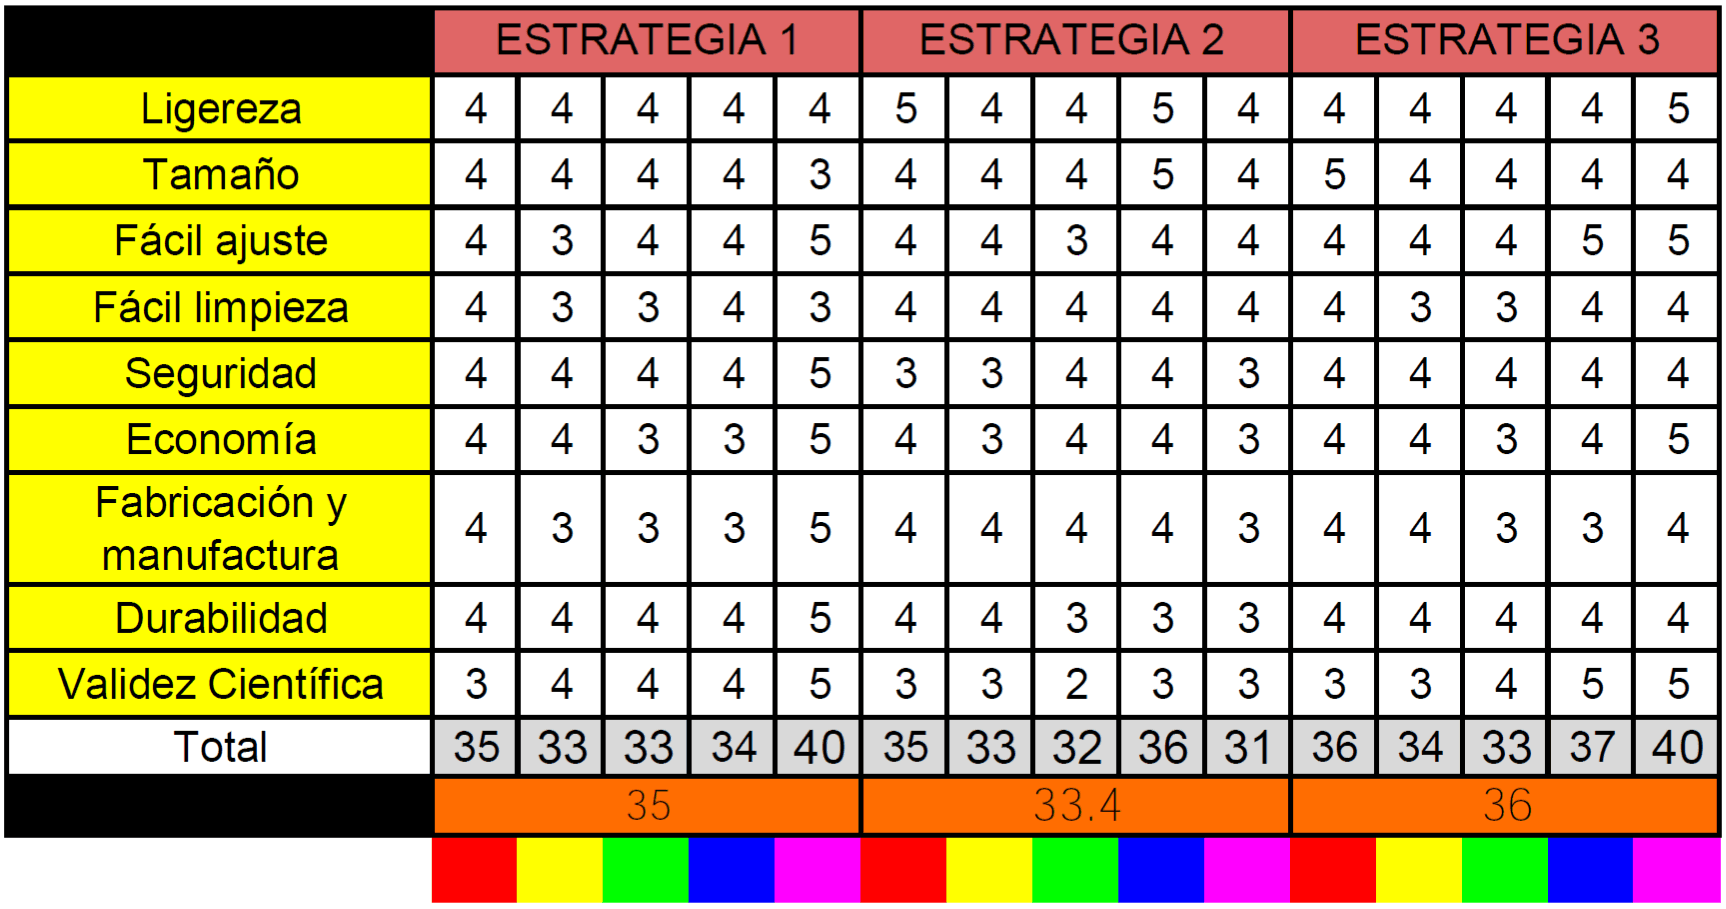 ESTRATEGIA 1 ESTRATEGIA 2 ESTRATEGIA 3
Ligereza 4 4 4 4 4 5 4 4 5 4 4 4 4 4 5
Tamaño 4 4 4 4 3 4 4 4 5 4 5 4 4 4 4
Fácil ajuste 4 3 4 4 5 4 4 3 4 4 4 4 4 5 5
Fácil limpieza 4 3 3 4 3 4 4 4 4 4 4 3 3 4 4
Seguridad 4 4 4 4 5 3 3 4 4 3 4 4 4 4 4
Economía 4 4 3 3 5 4 3 4 4 3 4 4 3 4 5
Fabricación y
manufactura 4 3 3 3 5 4 4 4 4 3 4 4 3 3 4
Durabilidad 4 4 4 4 5 4 4 3 3 3 4 4 4 4 4
Validez Científica 3 4 4 4 5 3 3 2 3 3 3 3 4 5 5
Total 35 33 33 34 40 35 33 32 36 31 36 34 33 37 40
35 33.4 36